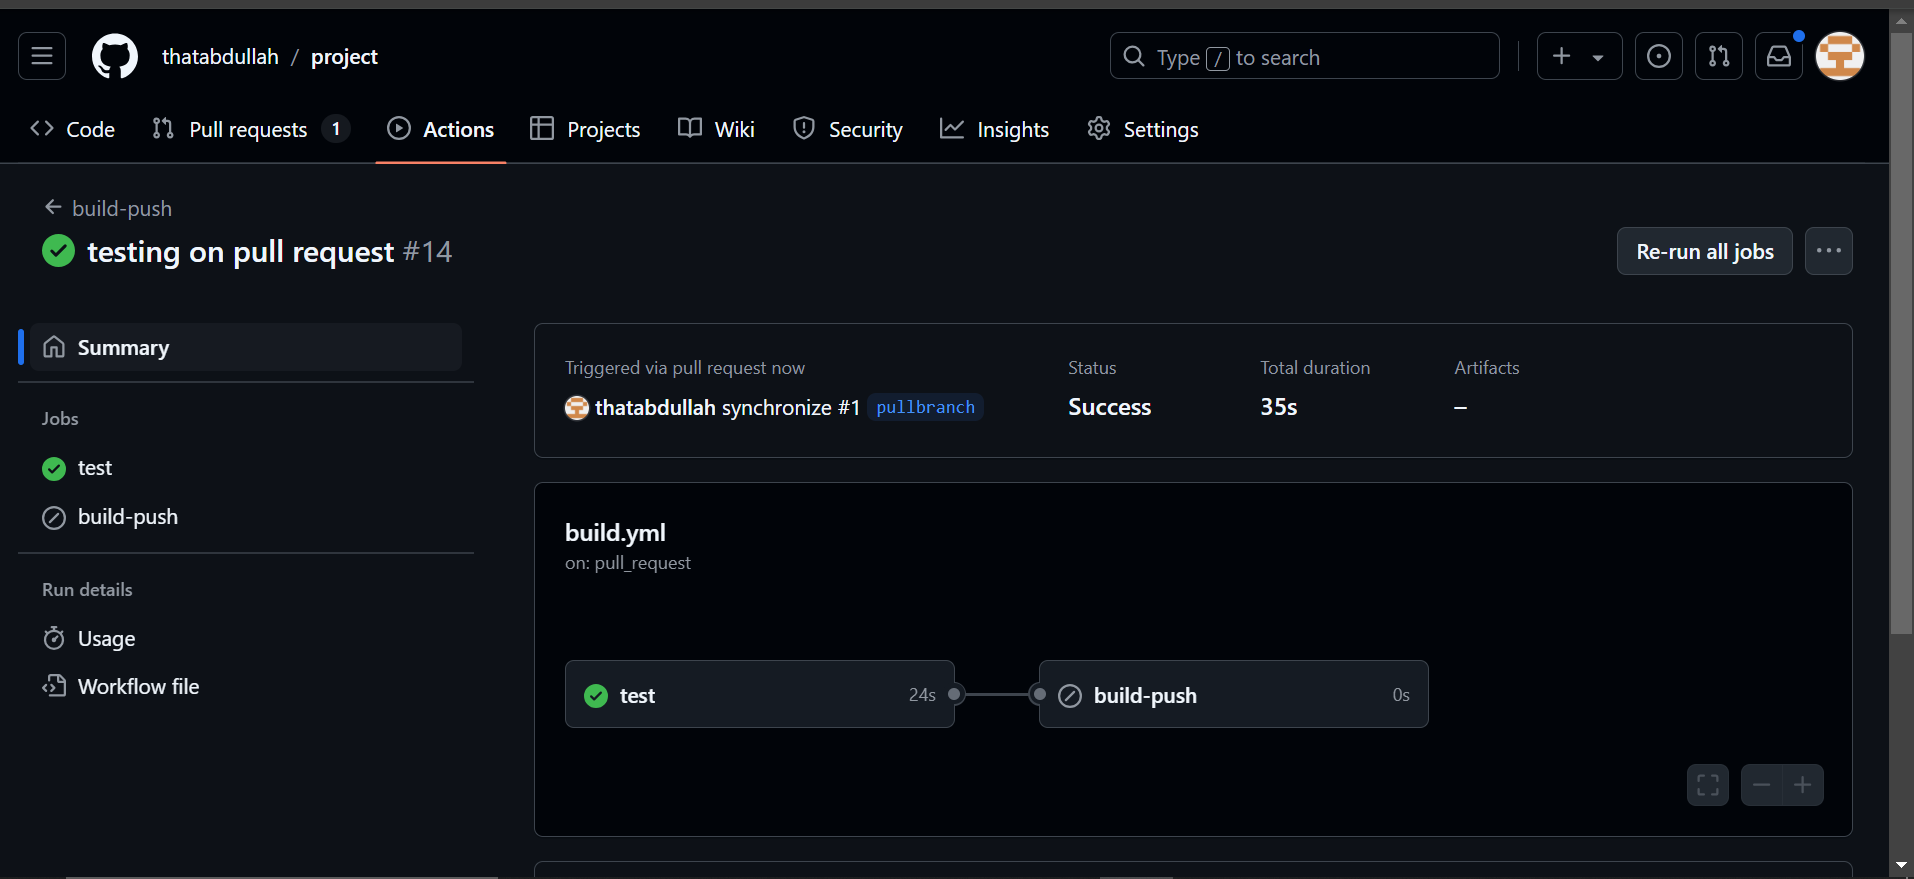 thatabdullah / project
Type / to search
Code
Pull requests 1
Actions
Projects
Wiki
Security
Insights
Settings
build-push
testing on pull request #14
Re-run all jobs
Summary
Jobs
test
build-push
Run details
Usage
Workflow file
Triggered via pull request now
thatabdullah synchronize #1 pullbranch
Status
Success
Total duration
35s
Artifacts
–
build.yml
on: pull_request
test 24s
build-push 0s